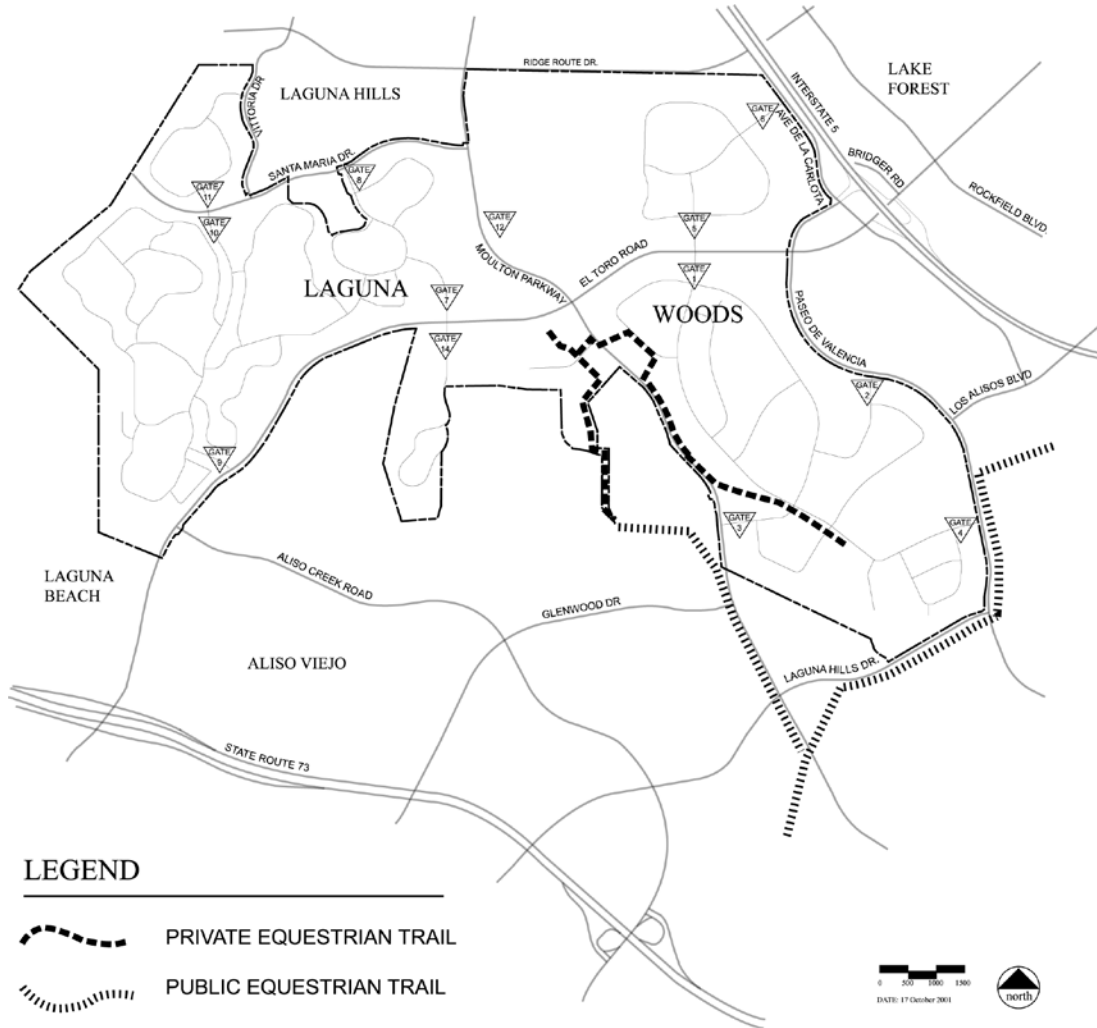 RIDGE ROUTE DR.
LAKE
FOREST
INTERSTATE 5
LAGUNA HILLS
VITTORIA DR
GATE
6
AVE DE LA CARLOTA
BRIDGER RD
ROCKFIELD BLVD.
SANTA MARIA DR.
GATE
8
GATE
11
GATE
10
GATE
12
GATE
5
MOULTON PARKWAY
EL TORO ROAD
GATE
1
LAGUNA
GATE
7
WOODS
PASEO DE VALENCIA
GATE
14
GATE
2
LOS ALISOS BLVD
GATE
9
GATE
3
GATE
4
LAGUNA
BEACH
ALISO CREEK ROAD
GLENWOOD DR
ALISO VIEJO
LAGUNA HILLS DR.
STATE ROUTE 73
LEGEND
PRIVATE EQUESTRIAN TRAIL
PUBLIC EQUESTRIAN TRAIL
0 500 1000 1500
DATE: 17 October 2001
north